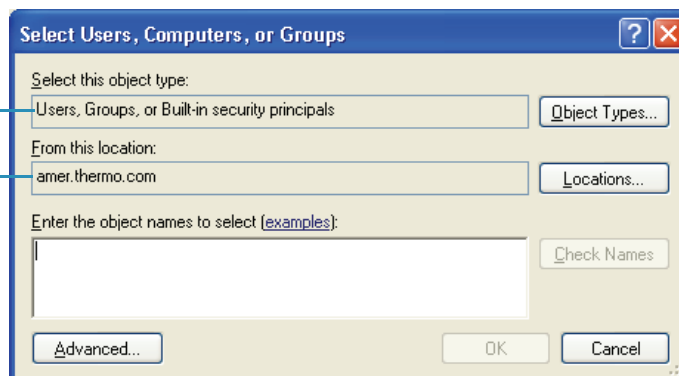 Select Users, Computers, or Groups
Select this object type:
Users, Groups, or Built-in security principals
Object Types...
From this location:
amer.thermo.com
Locations...
Enter the object names to select (examples):
Check Names
Advanced...
OK
Cancel